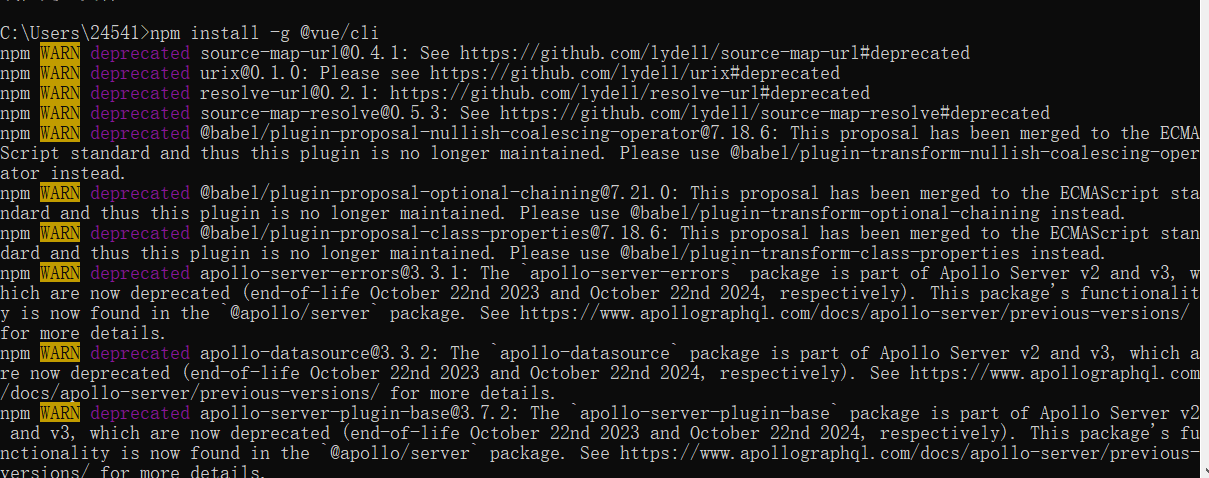 C:\Users\24541>npm install -g @vue/cli
npm WARN deprecated source-map-url@0.4.1: See https://github.com/lydell/source-map-url#deprecated
npm WARN deprecated urix@0.1.0: Please see https://github.com/lydell/urix#deprecated
npm WARN deprecated resolve-url@0.2.1: https://github.com/lydell/resolve-url#deprecated
npm WARN deprecated source-map-resolve@0.5.3: See https://github.com/lydell/source-map-resolve#deprecated
npm WARN deprecated @babel/plugin-proposal-nullish-coalescing-operator@7.18.6: This proposal has been merged to the ECMA
Script standard and thus this plugin is no longer maintained. Please use @babel/plugin-transform-nullish-coalescing-oper
ator instead.
npm WARN deprecated @babel/plugin-proposal-optional-chaining@7.21.0: This proposal has been merged to the ECMAScript sta
ndard and thus this plugin is no longer maintained. Please use @babel/plugin-transform-optional-chaining instead.
npm WARN deprecated @babel/plugin-proposal-class-properties@7.18.6: This proposal has been merged to the ECMAScript stan
dard and thus this plugin is no longer maintained. Please use @babel/plugin-transform-class-properties instead.
npm WARN deprecated apollo-server-errors@3.3.1: The `apollo-server-errors` package is part of Apollo Server v2 and v3, w
hich are now deprecated (end-of-life October 22nd 2023 and October 22nd 2024, respectively). This package's functionalit
y is now found in the `@apollo/server` package. See https://www.apollographql.com/docs/apollo-server/previous-versions/
for more details.
npm WARN deprecated apollo-datasource@3.3.2: The `apollo-datasource` package is part of Apollo Server v2 and v3, which a
re now deprecated (end-of-life October 22nd 2023 and October 22nd 2024, respectively). See https://www.apollographql.com
/docs/apollo-server/previous-versions/ for more details.
npm WARN deprecated apollo-server-plugin-base@3.7.2: The `apollo-server-plugin-base` package is part of Apollo Server v2
 and v3, which are now deprecated (end-of-life October 22nd 2023 and October 22nd 2024, respectively). This package's fu
nctionality is now found in the `@apollo/server` package. See https://www.apollographql.com/docs/apollo-server/previous-
versions/ for more details.